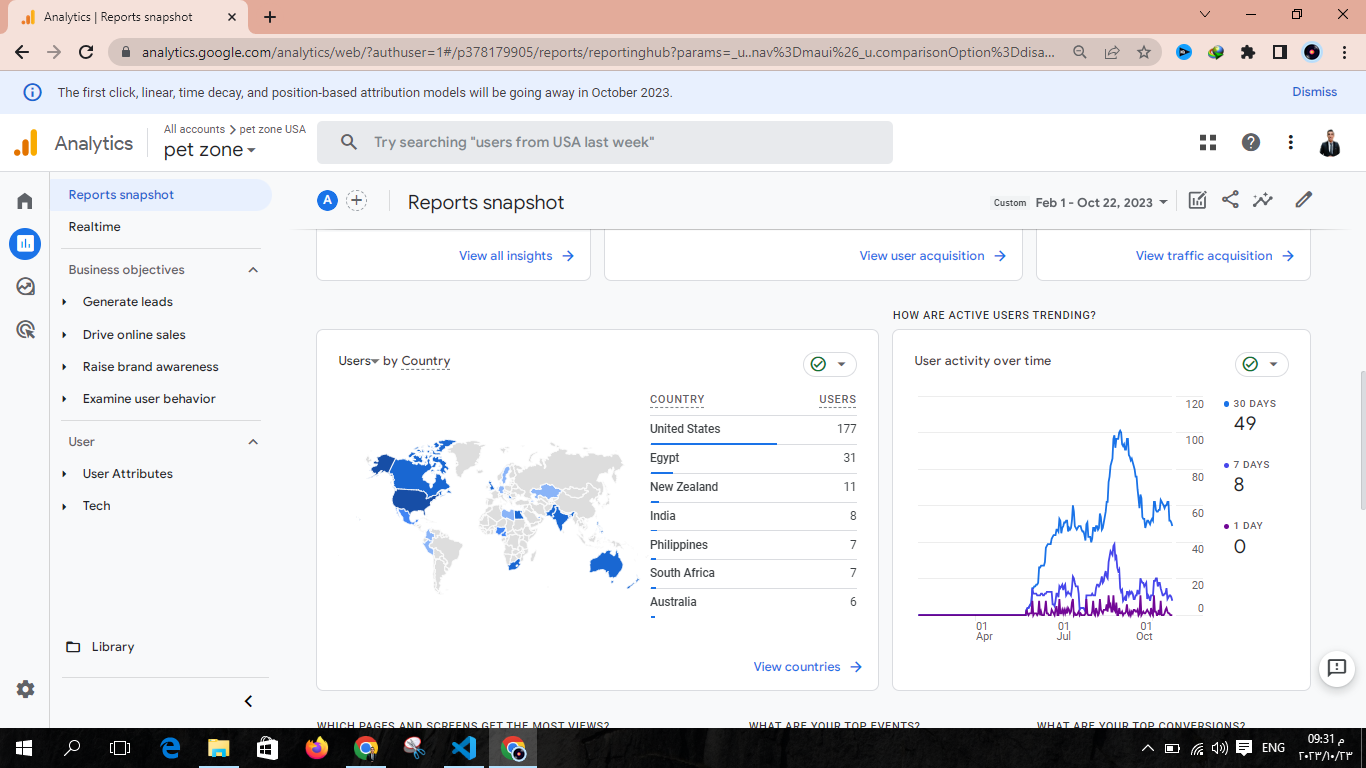 Analytics | Reports snapshot
analytics.google.com/analytics/web/?authuser=1#/p378179905/reports/reportinghub?params=_u..nav%3Dmaui%26_u.comparisonOption%3Ddisa...
The first click, linear, time decay, and position-based attribution models will be going away in October 2023.
Dismiss
Analytics
All accounts > pet zone USA
pet zone
Try searching "users from USA last week"
Reports snapshot
Realtime
Business objectives
Generate leads
Drive online sales
Raise brand awareness
Examine user behavior
User
User Attributes
Tech
Library
A
Reports snapshot
Custom Feb 1 - Oct 22, 2023
View all insights
View user acquisition
View traffic acquisition
Users by Country
COUNTRY USERS
United States 177
Egypt 31
New Zealand 11
India 8
Philippines 7
South Africa 7
Australia 6
View countries
HOW ARE ACTIVE USERS TRENDING?
User activity over time
120
100
80
60
40
20
0
01 Apr
01 Jul
01 Oct
30 DAYS
49
7 DAYS
8
1 DAY
0
WHICH PAGES AND SCREENS GET THE MOST VIEWS?
WHAT ARE YOUR TOP EVENTS?
WHAT ARE YOUR TOP CONVERSIONS?
ENG
09:31 م
٢٠٢٣/١٠/٢٣